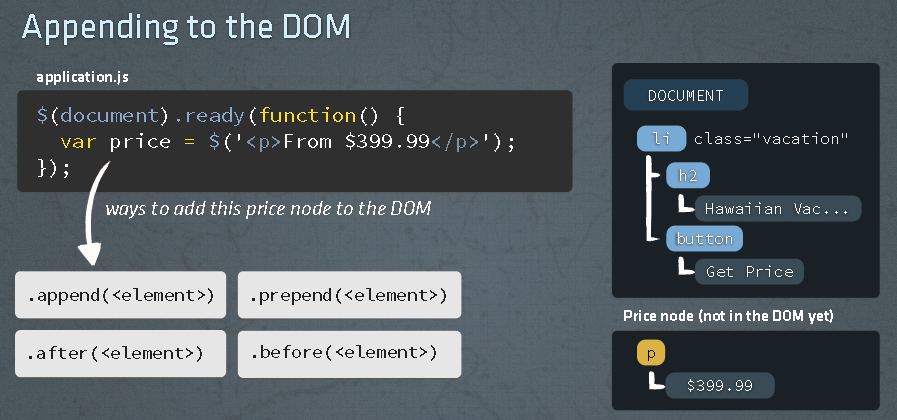 Appending to the DOM
application.js
$(document).ready(function() {
var price = $('<p>From $399.99</p>');
});
ways to add this price node to the DOM
.append(<element>)
.prepend(<element>)
.after(<element>)
.before(<element>)
DOCUMENT
li class="vacation"
h2
Hawaiian Vac...
button
Get Price
Price node (not in the DOM yet)
p
$399.99